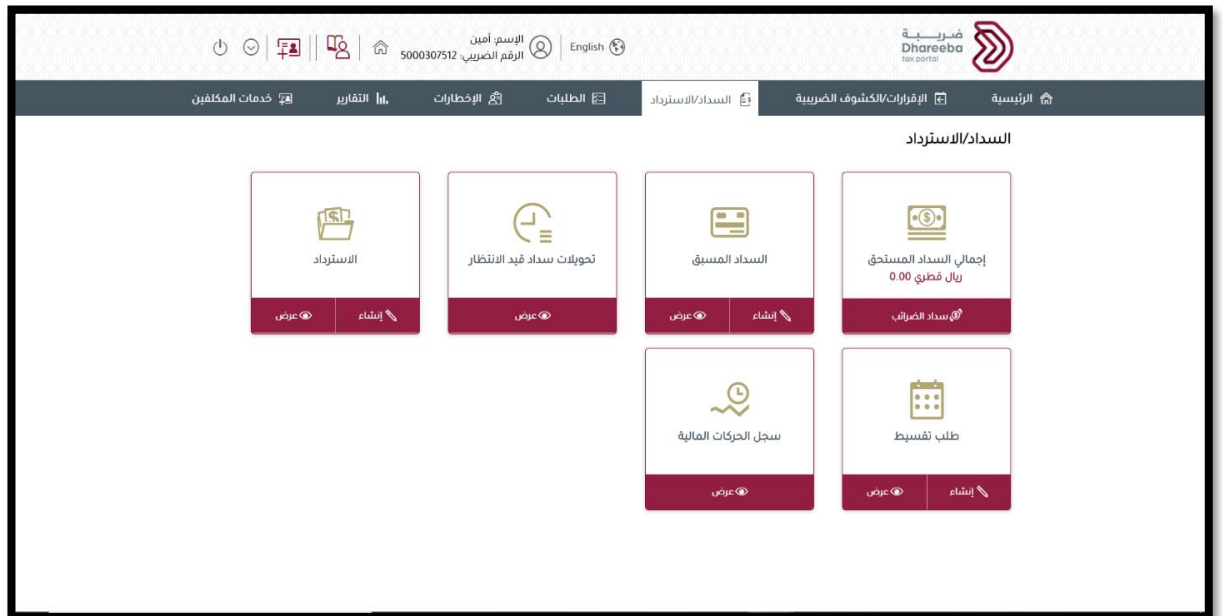 ضريبة
Dhareeba
tax portal
English
الإسم: أمين
الرقم الضريبي: 5000307512
الرئيسية
الإقرارات/الكشوف الضريبية
السداد/الاسترداد
الطلبات
الإخطارات
التقارير
خدمات المكلفين
السداد/الاسترداد
إجمالي السداد المستحق
ريال قطري 0.00
سداد الضرائب
السداد المسبق
إنشاء
عرض
تحويلات سداد قيد الانتظار
عرض
الاسترداد
إنشاء
عرض
طلب تقسيط
إنشاء
عرض
سجل الحركات المالية
عرض